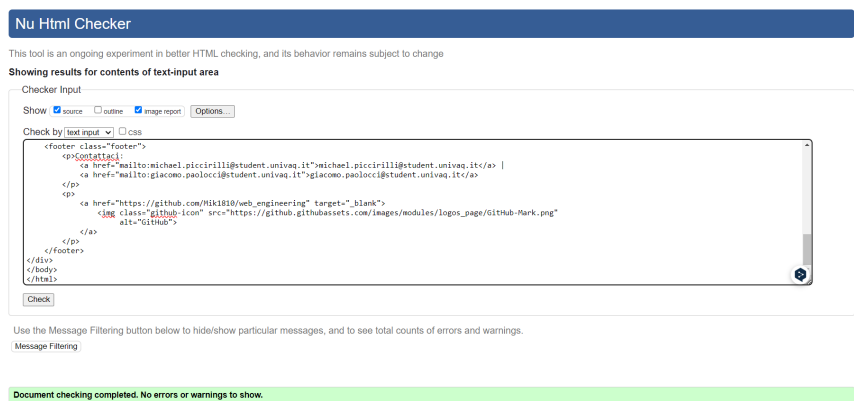 Nu Html Checker
This tool is an ongoing experiment in better HTML checking, and its behavior remains subject to change
Showing results for contents of text-input area
Checker Input
Show source outline image report Options...
Check by text input css
<footer class="footer">
<p>Contattaci:
<a href="mailto:michael.piccirilli@student.univaq.it">michael.piccirilli@student.univaq.it</a> |
<a href="mailto:giacomo.paolocci@student.univaq.it">giacomo.paolocci@student.univaq.it</a>
</p>
<p>
<a href="https://github.com/Mik1810/web_engineering" target="_blank">
<img class="github-icon" src="https://github.githubassets.com/images/modules/logos_page/GitHub-Mark.png"
alt="GitHub">
</a>
</p>
</footer>
</div>
</body>
</html>
Check
Use the Message Filtering button below to hide/show particular messages, and to see total counts of errors and warnings.
Message Filtering
Document checking completed. No errors or warnings to show.